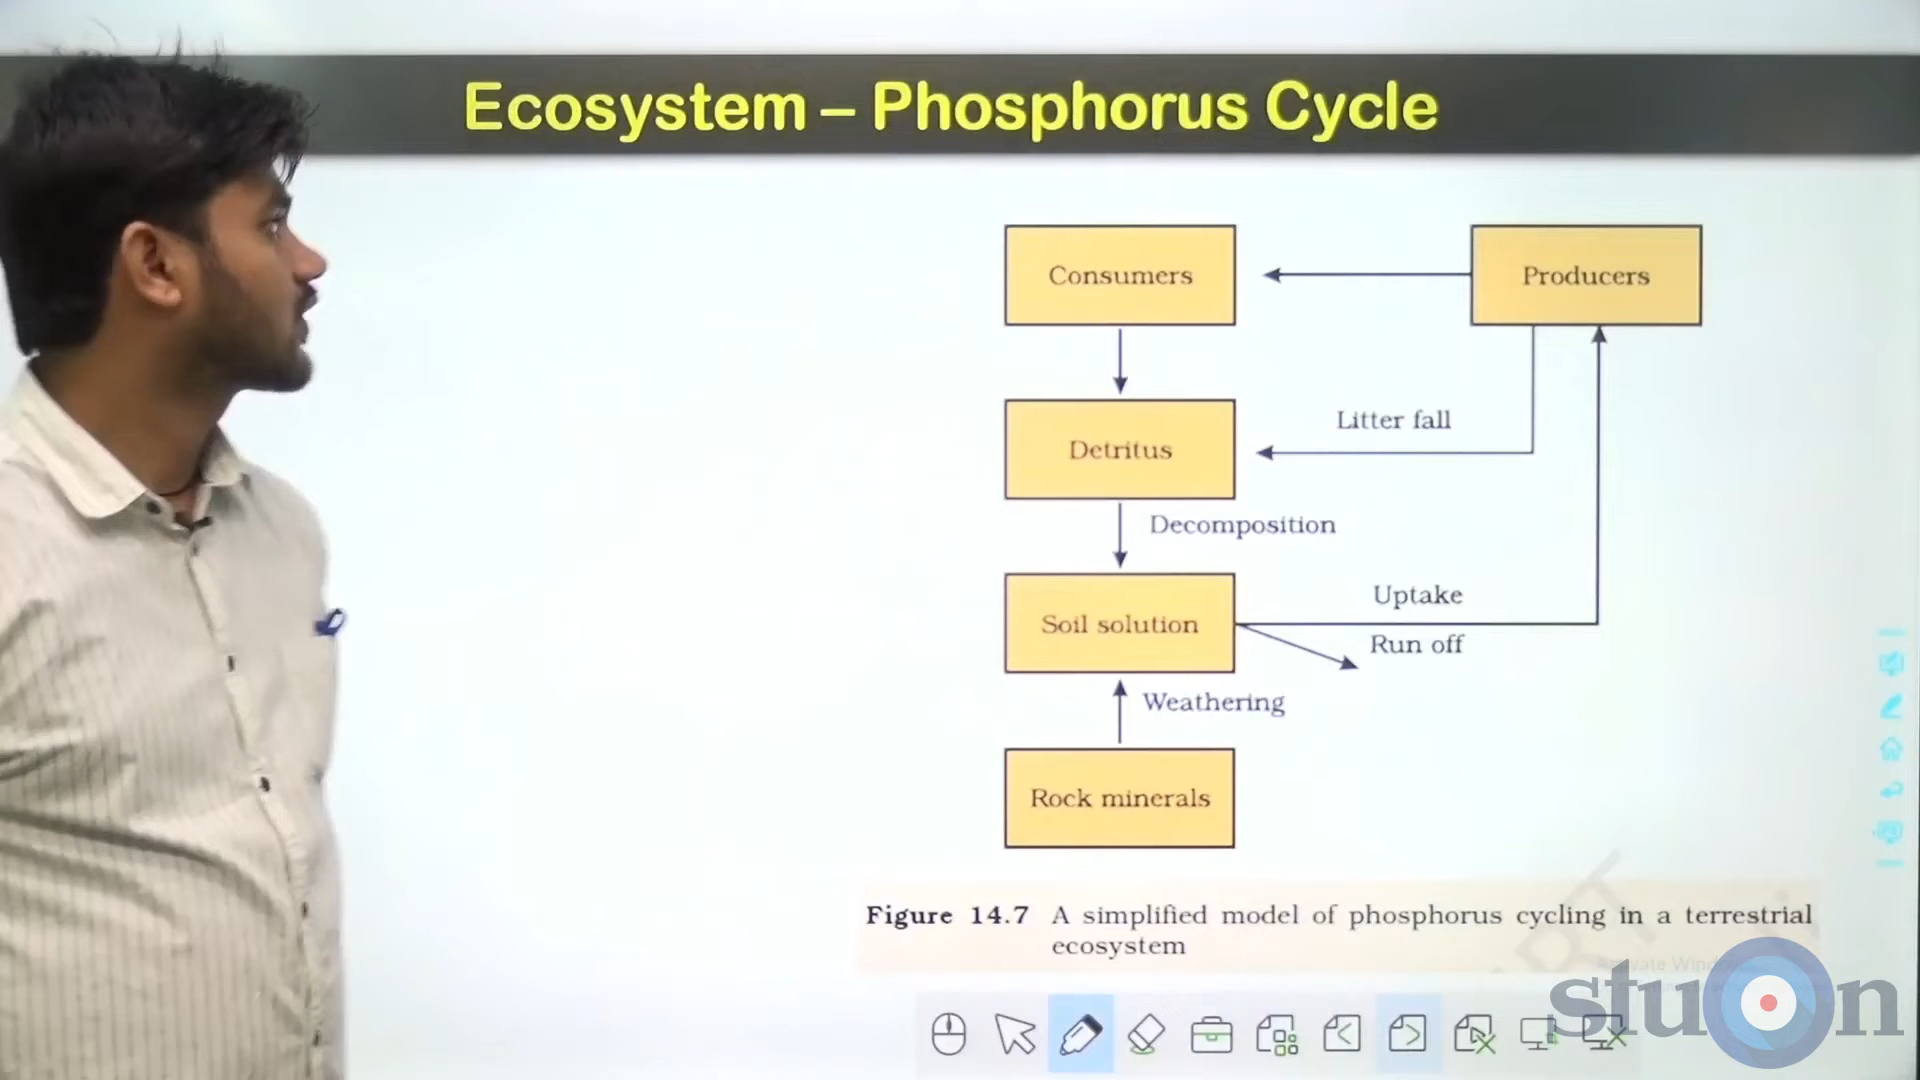 Ecosystem – Phosphorus Cycle
Consumers
Producers
Litter fall
Detritus
Decomposition
Uptake
Soil solution
Run off
Weathering
Rock minerals
Figure 14.7 A simplified model of phosphorus cycling in a terrestrial
ecosystem
stuOn